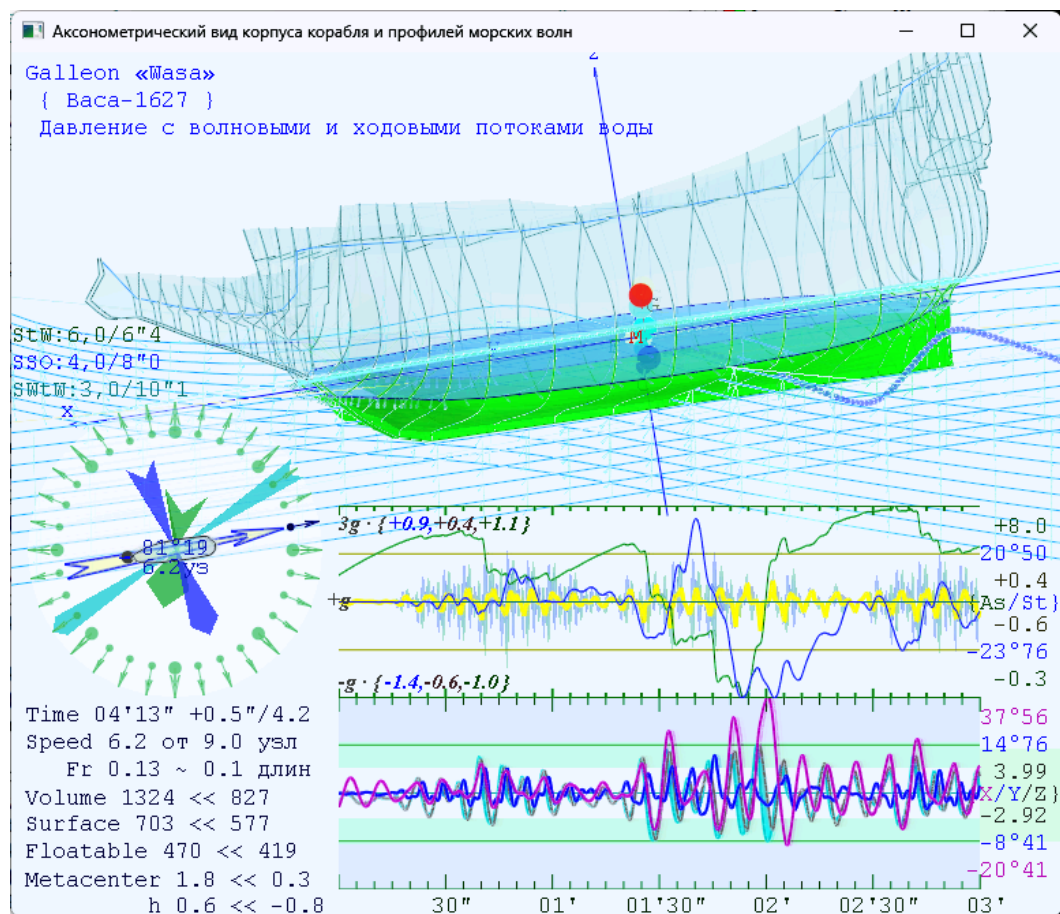 Аксонометрический вид корпуса корабля и профилей морских волн
Galleon «Wasa»
{ Васа-1627 }
Давление с волновыми и ходовыми потоками воды
z
StW:6,0/6"4
SSO:4,0/8"0
SWtW:3,0/10"1
X
+M
81°19
6.2уз
3g · {+0.9,+0.4,+1.1}
+g
-g · {-1.4,-0.6,-1.0}
+8.0
20°50
+0.4
{As/St}
-0.6
-23°76
-0.3
Time 04'13" +0.5"/4.2
Speed 6.2 от 9.0 узл
Fr 0.13 ~ 0.1 длин
Volume 1324 << 827
Surface 703 << 577
Floatable 470 << 419
Metacenter 1.8 << 0.3
h 0.6 << -0.8
37°56
14°76
3.99
X/Y/Z}
-2.92
-8°41
-20°41
30" 01' 01'30" 02' 02'30" 03'